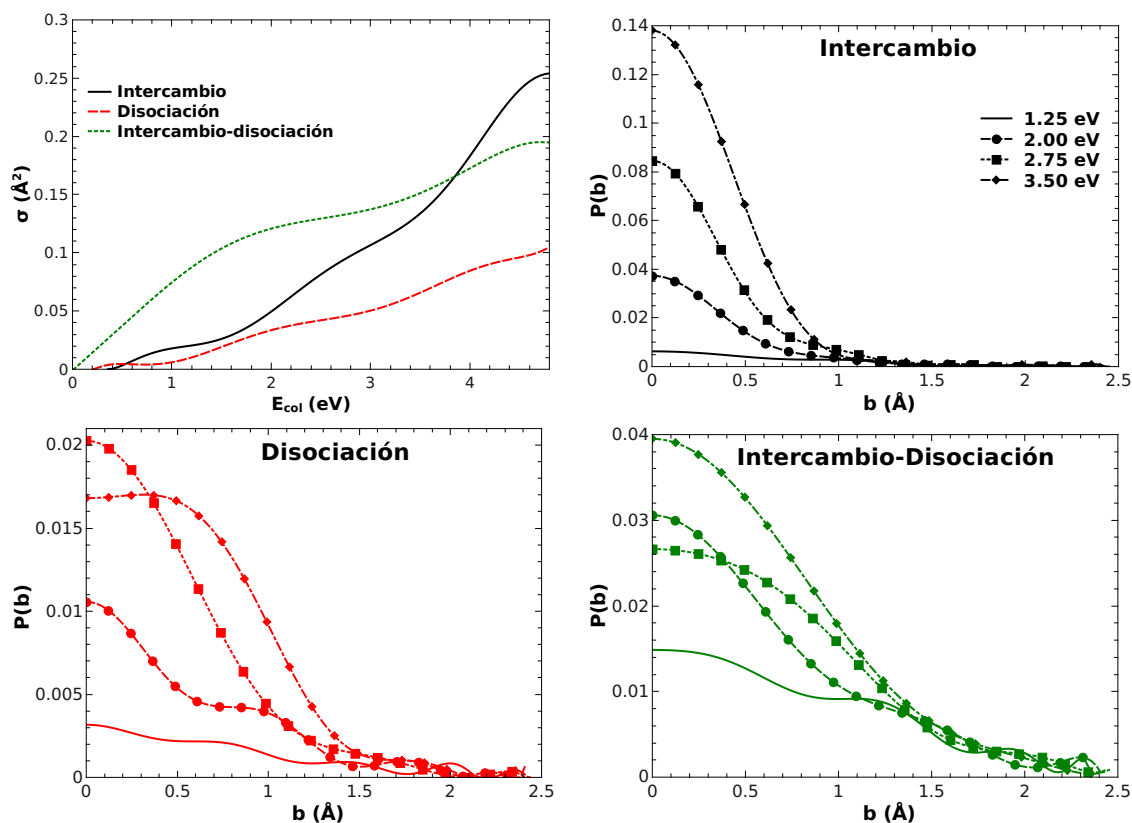 σ (Å²)
0.25
0.2
0.15
0.1
0.05
0
Intercambio
Disociación
Intercambio-disociación
0 1 2 3 4
E_col (eV)
Intercambio
P(b)
0.14
0.12
0.1
0.08
0.06
0.04
0.02
0
1.25 eV
2.00 eV
2.75 eV
3.50 eV
0 0.5 1 1.5 2 2.5
b (Å)
Disociación
P(b)
0.02
0.015
0.01
0.005
0
0 0.5 1 1.5 2 2.5
b (Å)
Intercambio-Disociación
P(b)
0.04
0.03
0.02
0.01
0
0 0.5 1 1.5 2 2.5
b (Å)